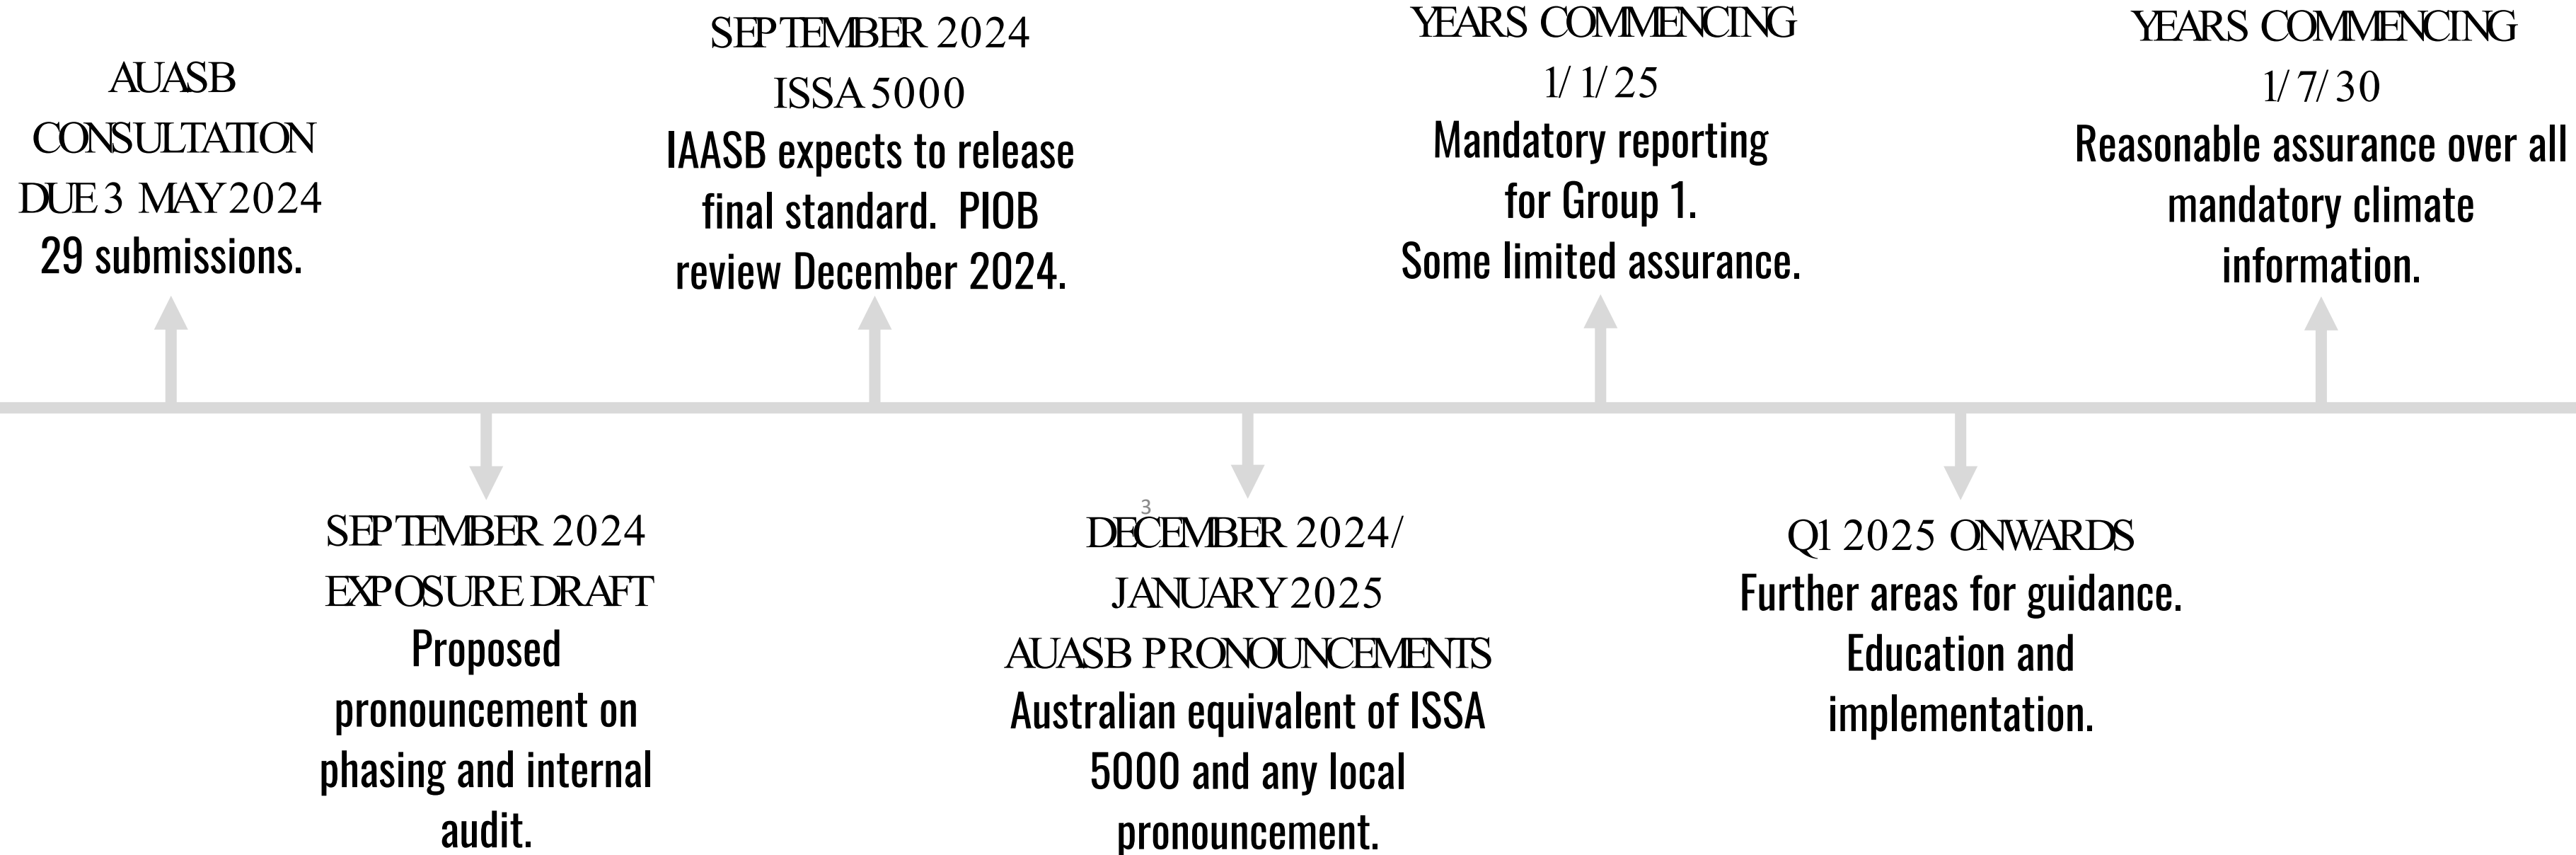 AUASB
CONSULTATION
DUE 3 MAY 2024
29 submissions.
SEPTEMBER 2024
EXPOSURE DRAFT
Proposed
pronouncement on
phasing and internal
audit.
SEPTEMBER 2024
ISSA 5000
IAASB expects to release
final standard. PIOB
review December 2024.
3
DECEMBER 2024/
JANUARY 2025
AUASB PRONOUNCEMENTS
Australian equivalent of ISSA
5000 and any local
pronouncement.
YEARS COMMENCING
1/1/25
Mandatory reporting
for Group 1.
Some limited assurance.
Q1 2025 ONWARDS
Further areas for guidance.
Education and
implementation.
YEARS COMMENCING
1/7/30
Reasonable assurance over all
mandatory climate
information.